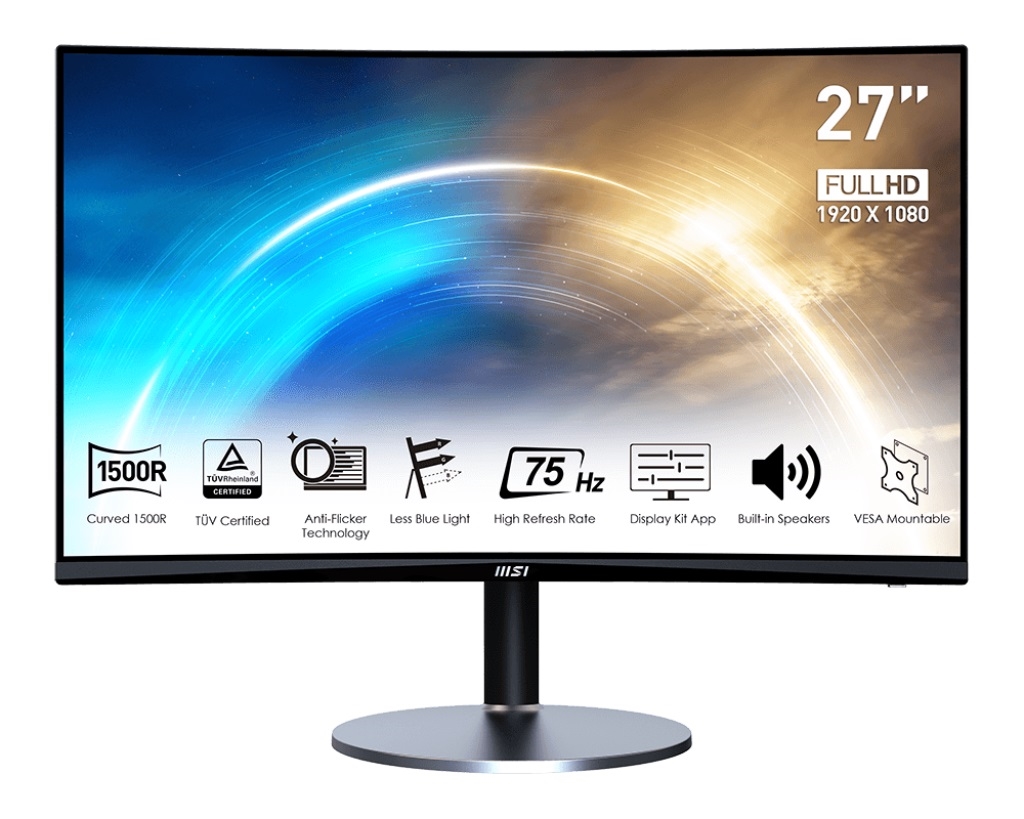 27”
FULL HD
1920 X 1080
1500R
Curved 1500R
TÜVRheinland®
CERTIFIED
TÜV Certified
Anti-Flicker
Technology
Less Blue Light
75 Hz
High Refresh Rate
Display Kit App
Built-in Speakers
VESA Mountable
msi